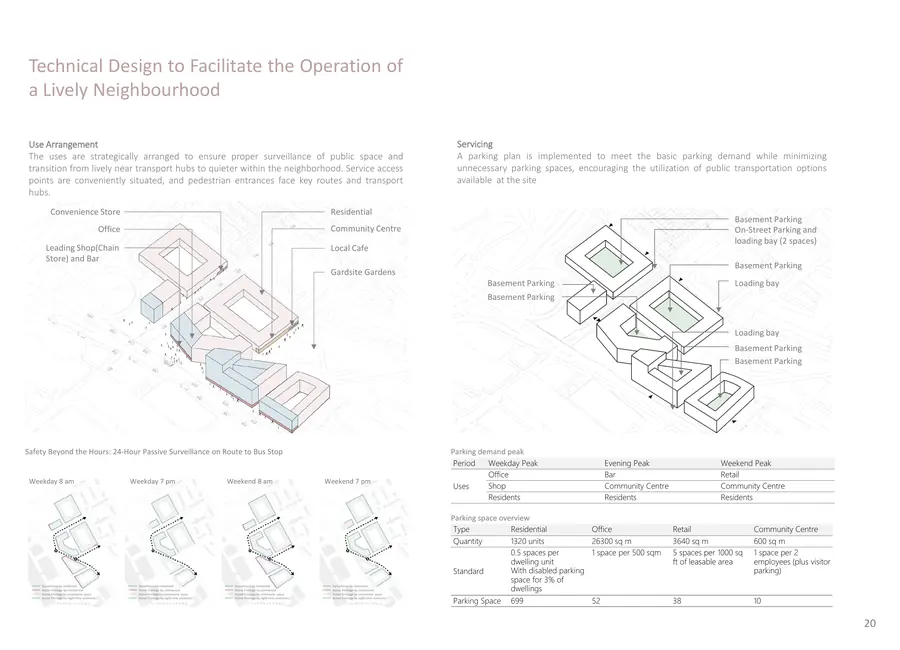 Technical Design to Facilitate the Operation of
a Lively Neighbourhood
Use Arrangement
The uses are strategically arranged to ensure proper surveillance of public space and
transition from lively near transport hubs to quieter within the neighborhood. Service access
points are conveniently situated, and pedestrian entrances face key routes and transport
hubs.
Convenience Store
Office
Leading Shop(Chain
Store) and Bar
Residential
Community Centre
Local Cafe
Gardsite Gardens
Safety Beyond the Hours: 24-Hour Passive Surveillance on Route to Bus Stop
Weekday 8 am
Weekday 7 pm
Weekend 8 am
Weekend 7 pm
Servicing
A parking plan is implemented to meet the basic parking demand while minimizing
unnecessary parking spaces, encouraging the utilization of public transportation options
available at the site
Basement Parking
On-Street Parking and
loading bay (2 spaces)
Basement Parking
Loading bay
Basement Parking
Basement Parking
Loading bay
Basement Parking
Basement Parking
Parking demand peak
Period Weekday Peak Evening Peak Weekend Peak
Uses
Office Bar Retail
Shop Community Centre Community Centre
Residents Residents Residents
Parking space overview
Type Residential Office Retail Community Centre
Quantity 1320 units 26300 sq m 3640 sq m 600 sq m
Standard
0.5 spaces per
dwelling unit
With disabled parking
space for 3% of
dwellings
1 space per 500 sqm
5 spaces per 1000 sq
ft of leasable area
1 space per 2
employees (plus visitor
parking)
Parking Space 699 52 38 10
20